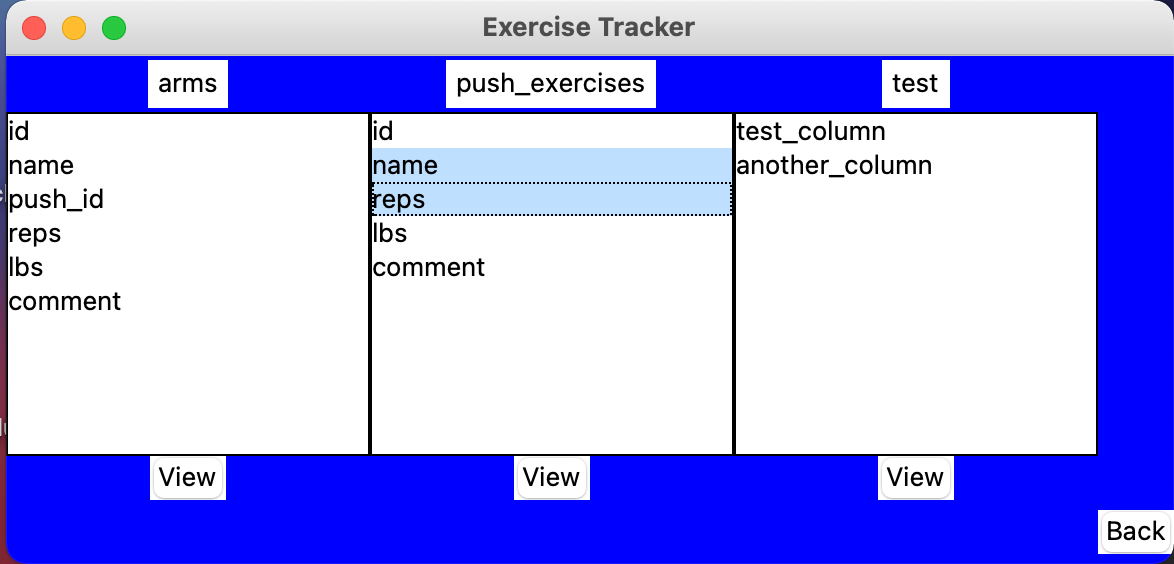 Exercise Tracker
arms
push_exercises
test
id
name
push_id
reps
lbs
comment
id
name
reps
lbs
comment
test_column
another_column
View
View
View
Back